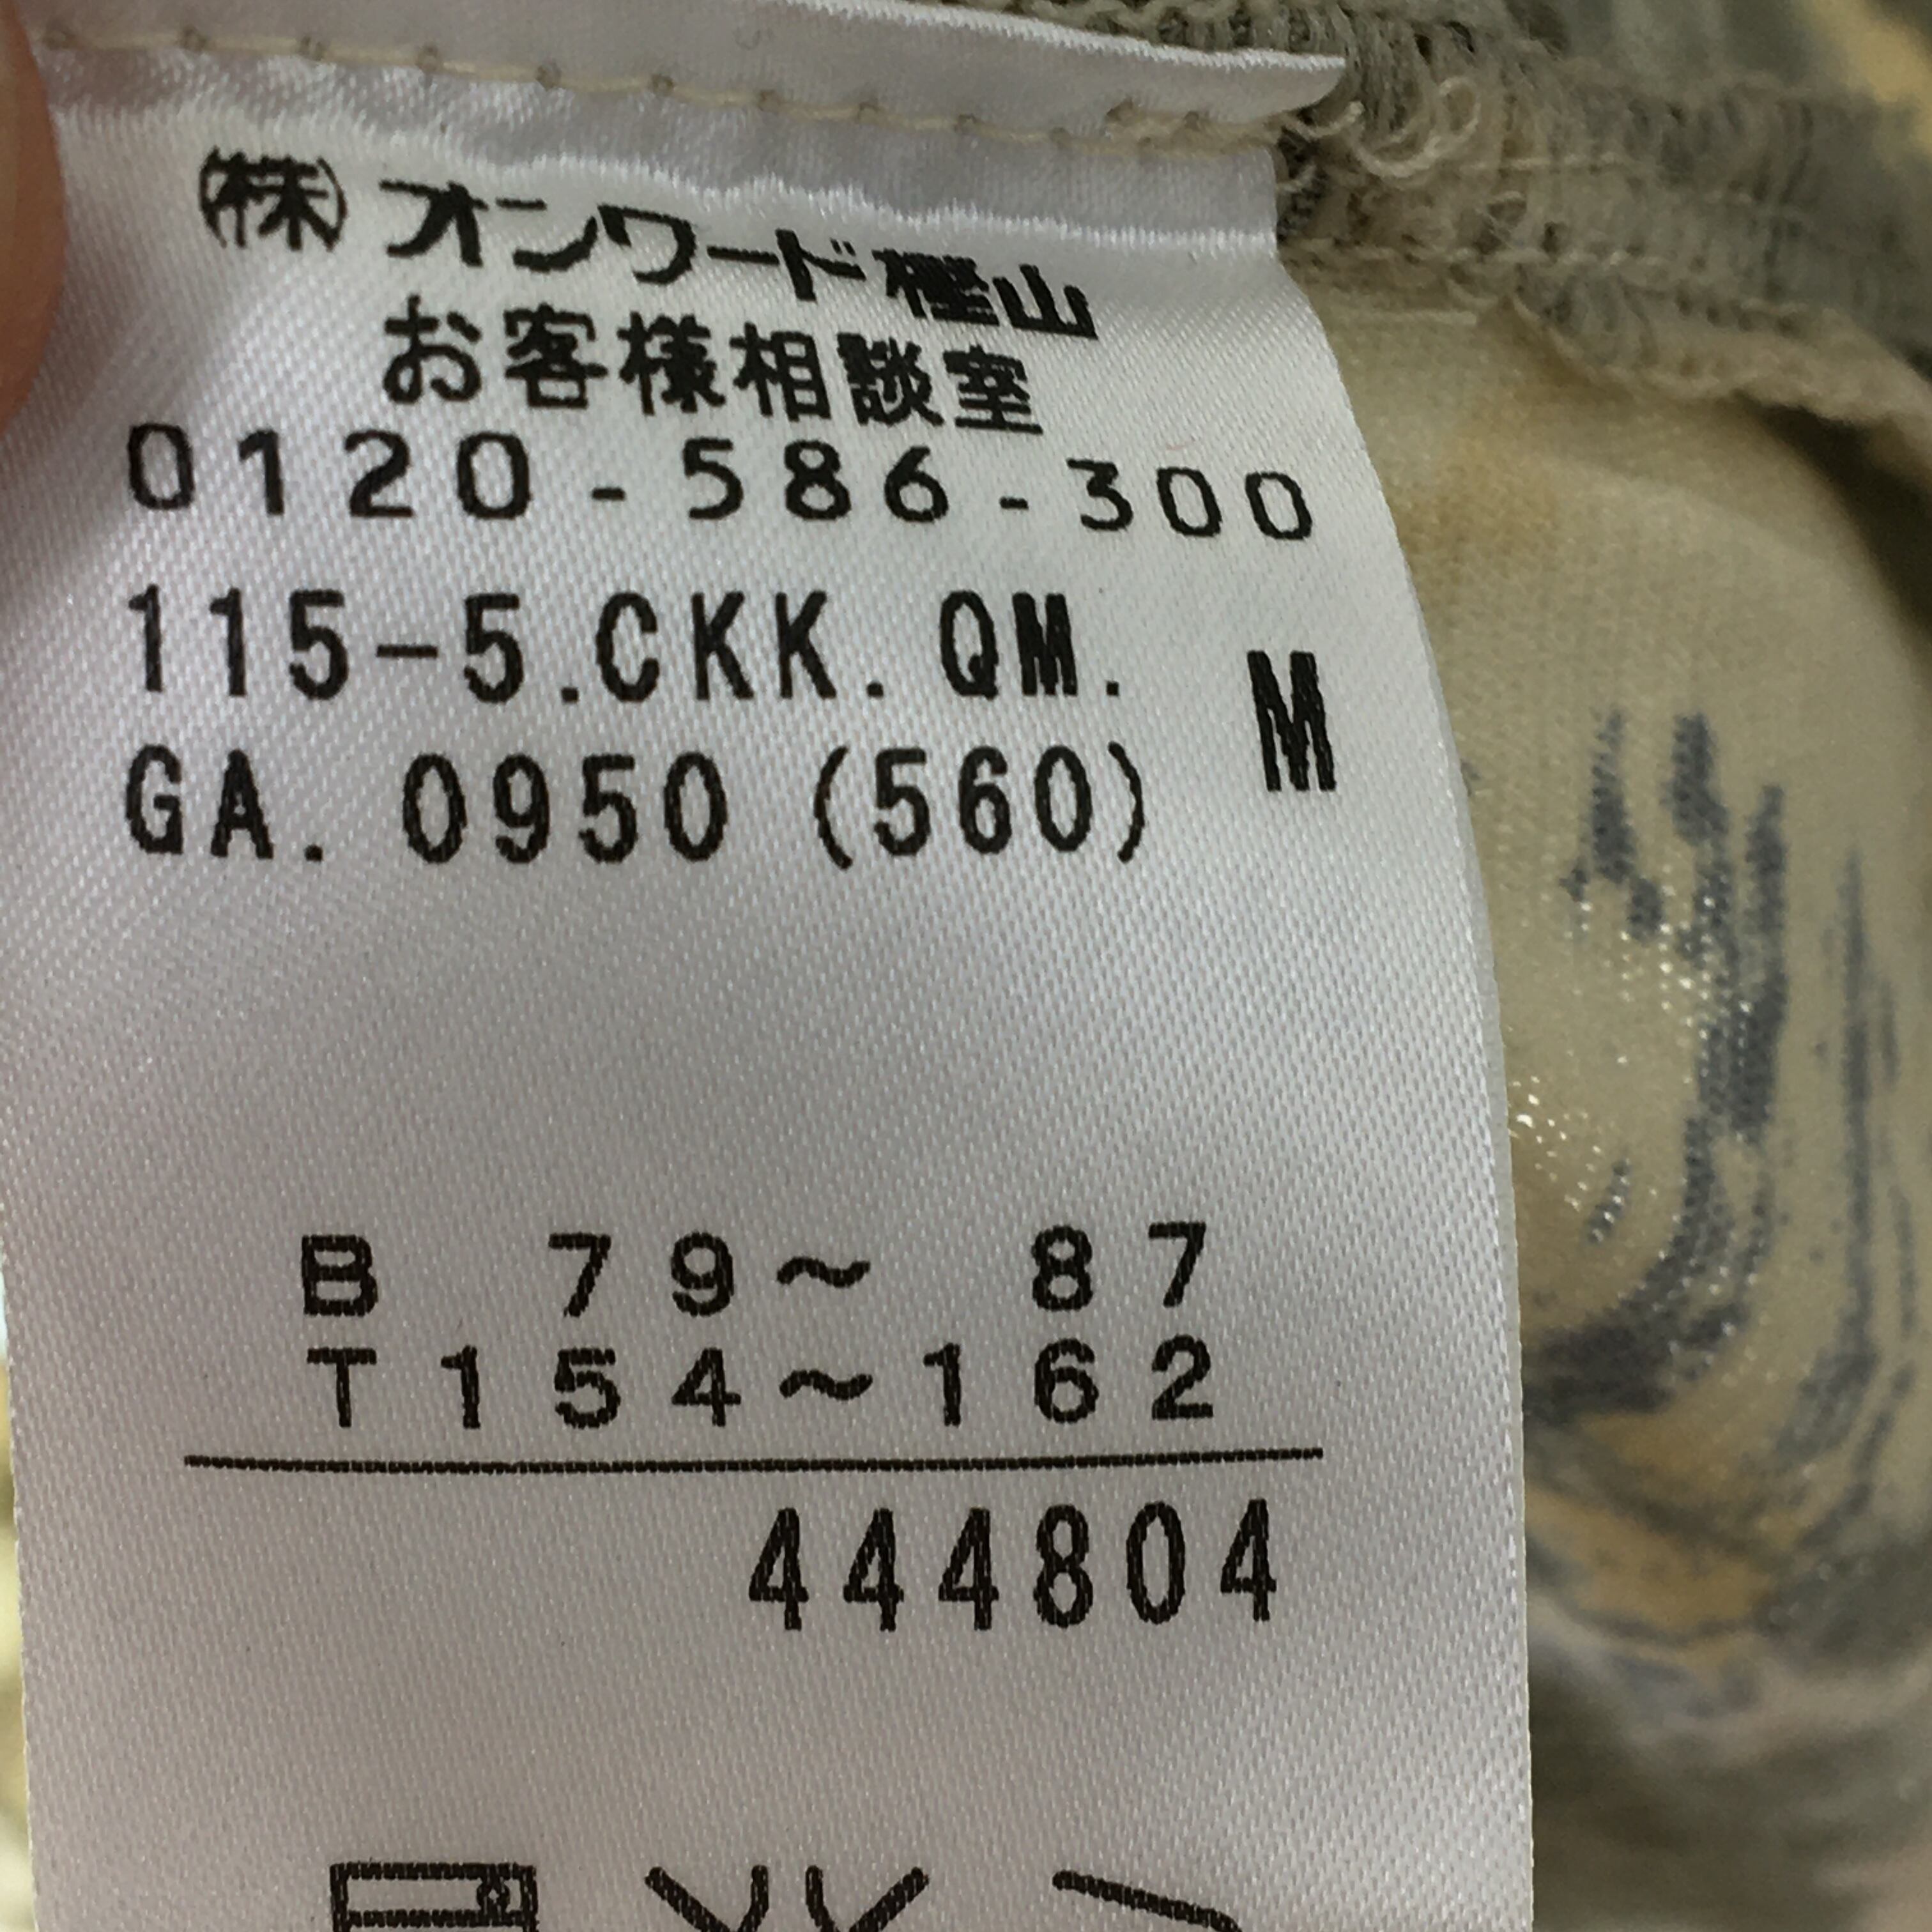 ㈱オンワード樫山
お客様相談室
0120-586-300
115-5.CKK.QM.
GA. 0950 (560)
M
B 79～ 87
T154～162
444804